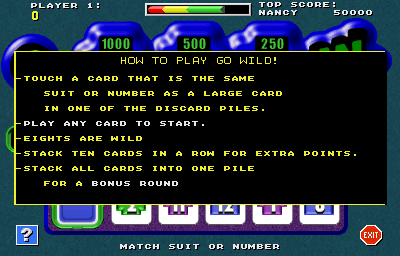 PLAYER 1:
0
TOP SCORE:
NANCY 50000
1000
500
250
HOW TO PLAY GO WILD!
TOUCH A CARD THAT IS THE SAME
SUIT OR NUMBER AS A LARGE CARD
IN ONE OF THE DISCARD PILES.
PLAY ANY CARD TO START.
EIGHTS ARE WILD
STACK TEN CARDS IN A ROW FOR EXTRA POINTS.
STACK ALL CARDS INTO ONE PILE
FOR A BONUS ROUND
?
EXIT
MATCH SUIT OR NUMBER